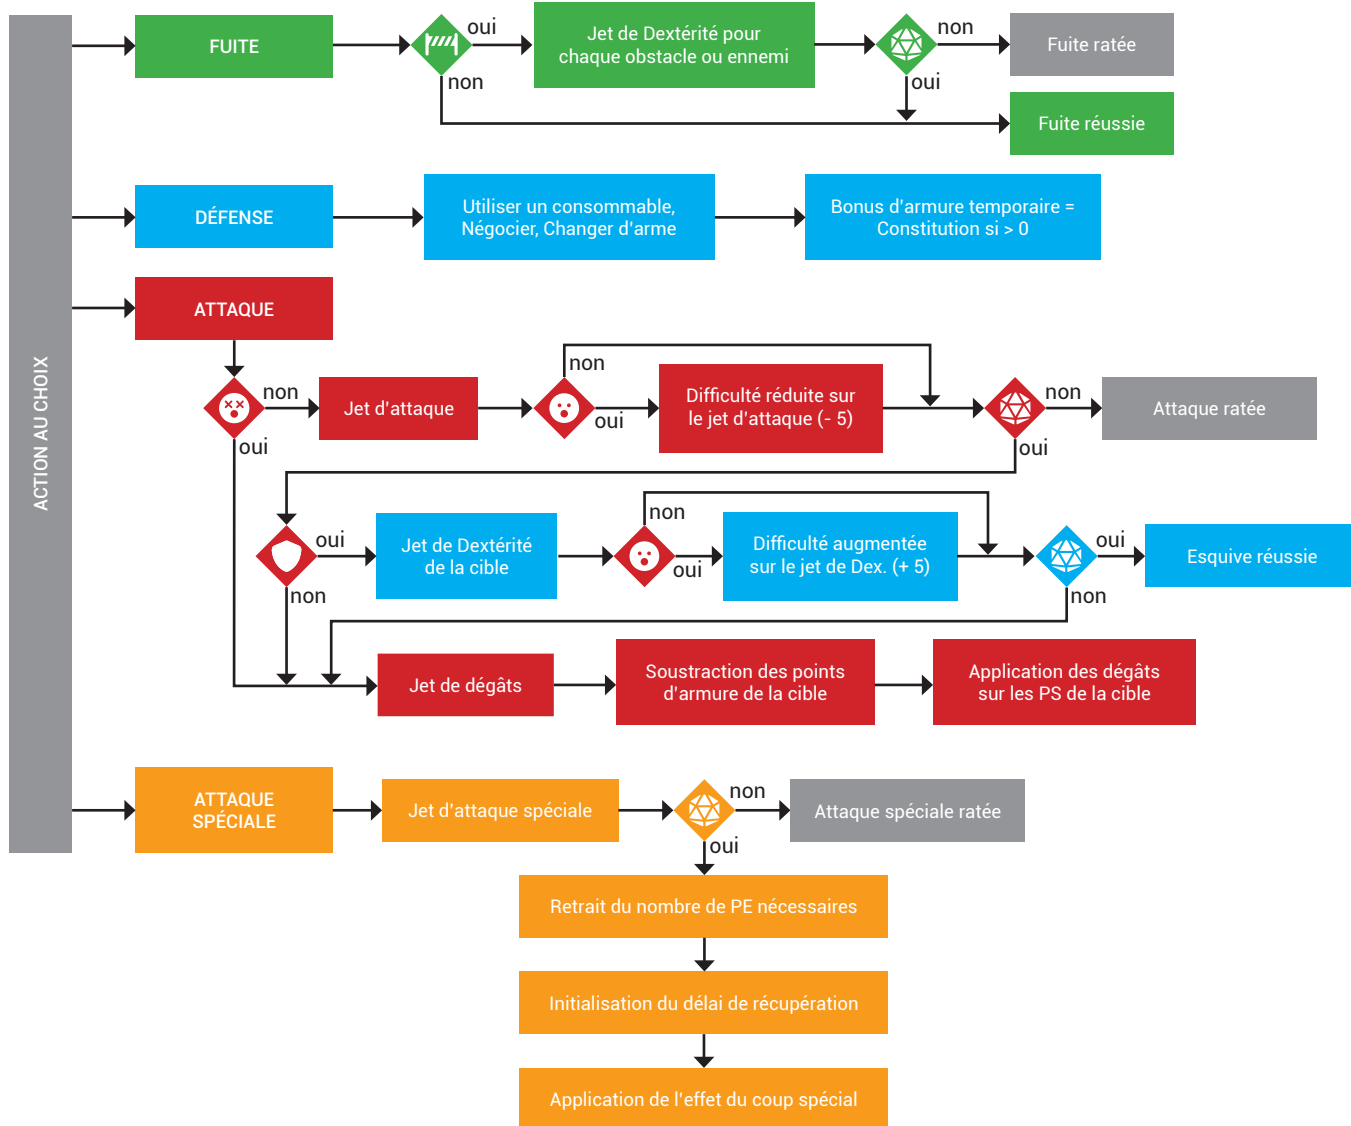 ACTION AU CHOIX
FUITE
oui
non
Jet de Dextérité pour
chaque obstacle ou ennemi
non
oui
Fuite ratée
Fuite réussie
DÉFENSE
Utiliser un consommable,
Négocier, Changer d'arme
Bonus d'armure temporaire =
Constitution si > 0
ATTAQUE
non
oui
Jet d'attaque
non
oui
Difficulté réduite sur
le jet d'attaque (- 5)
non
oui
Attaque ratée
oui
non
Jet de Dextérité
de la cible
non
oui
Difficulté augmentée
sur le jet de Dex. (+ 5)
oui
non
Esquive réussie
Jet de dégâts
Soustraction des points
d'armure de la cible
Application des dégâts
sur les PS de la cible
ATTAQUE
SPÉCIALE
Jet d'attaque spéciale
non
oui
Attaque spéciale ratée
Retrait du nombre de PE nécessaires
Initialisation du délai de récupération
Application de l'effet du coup spécial